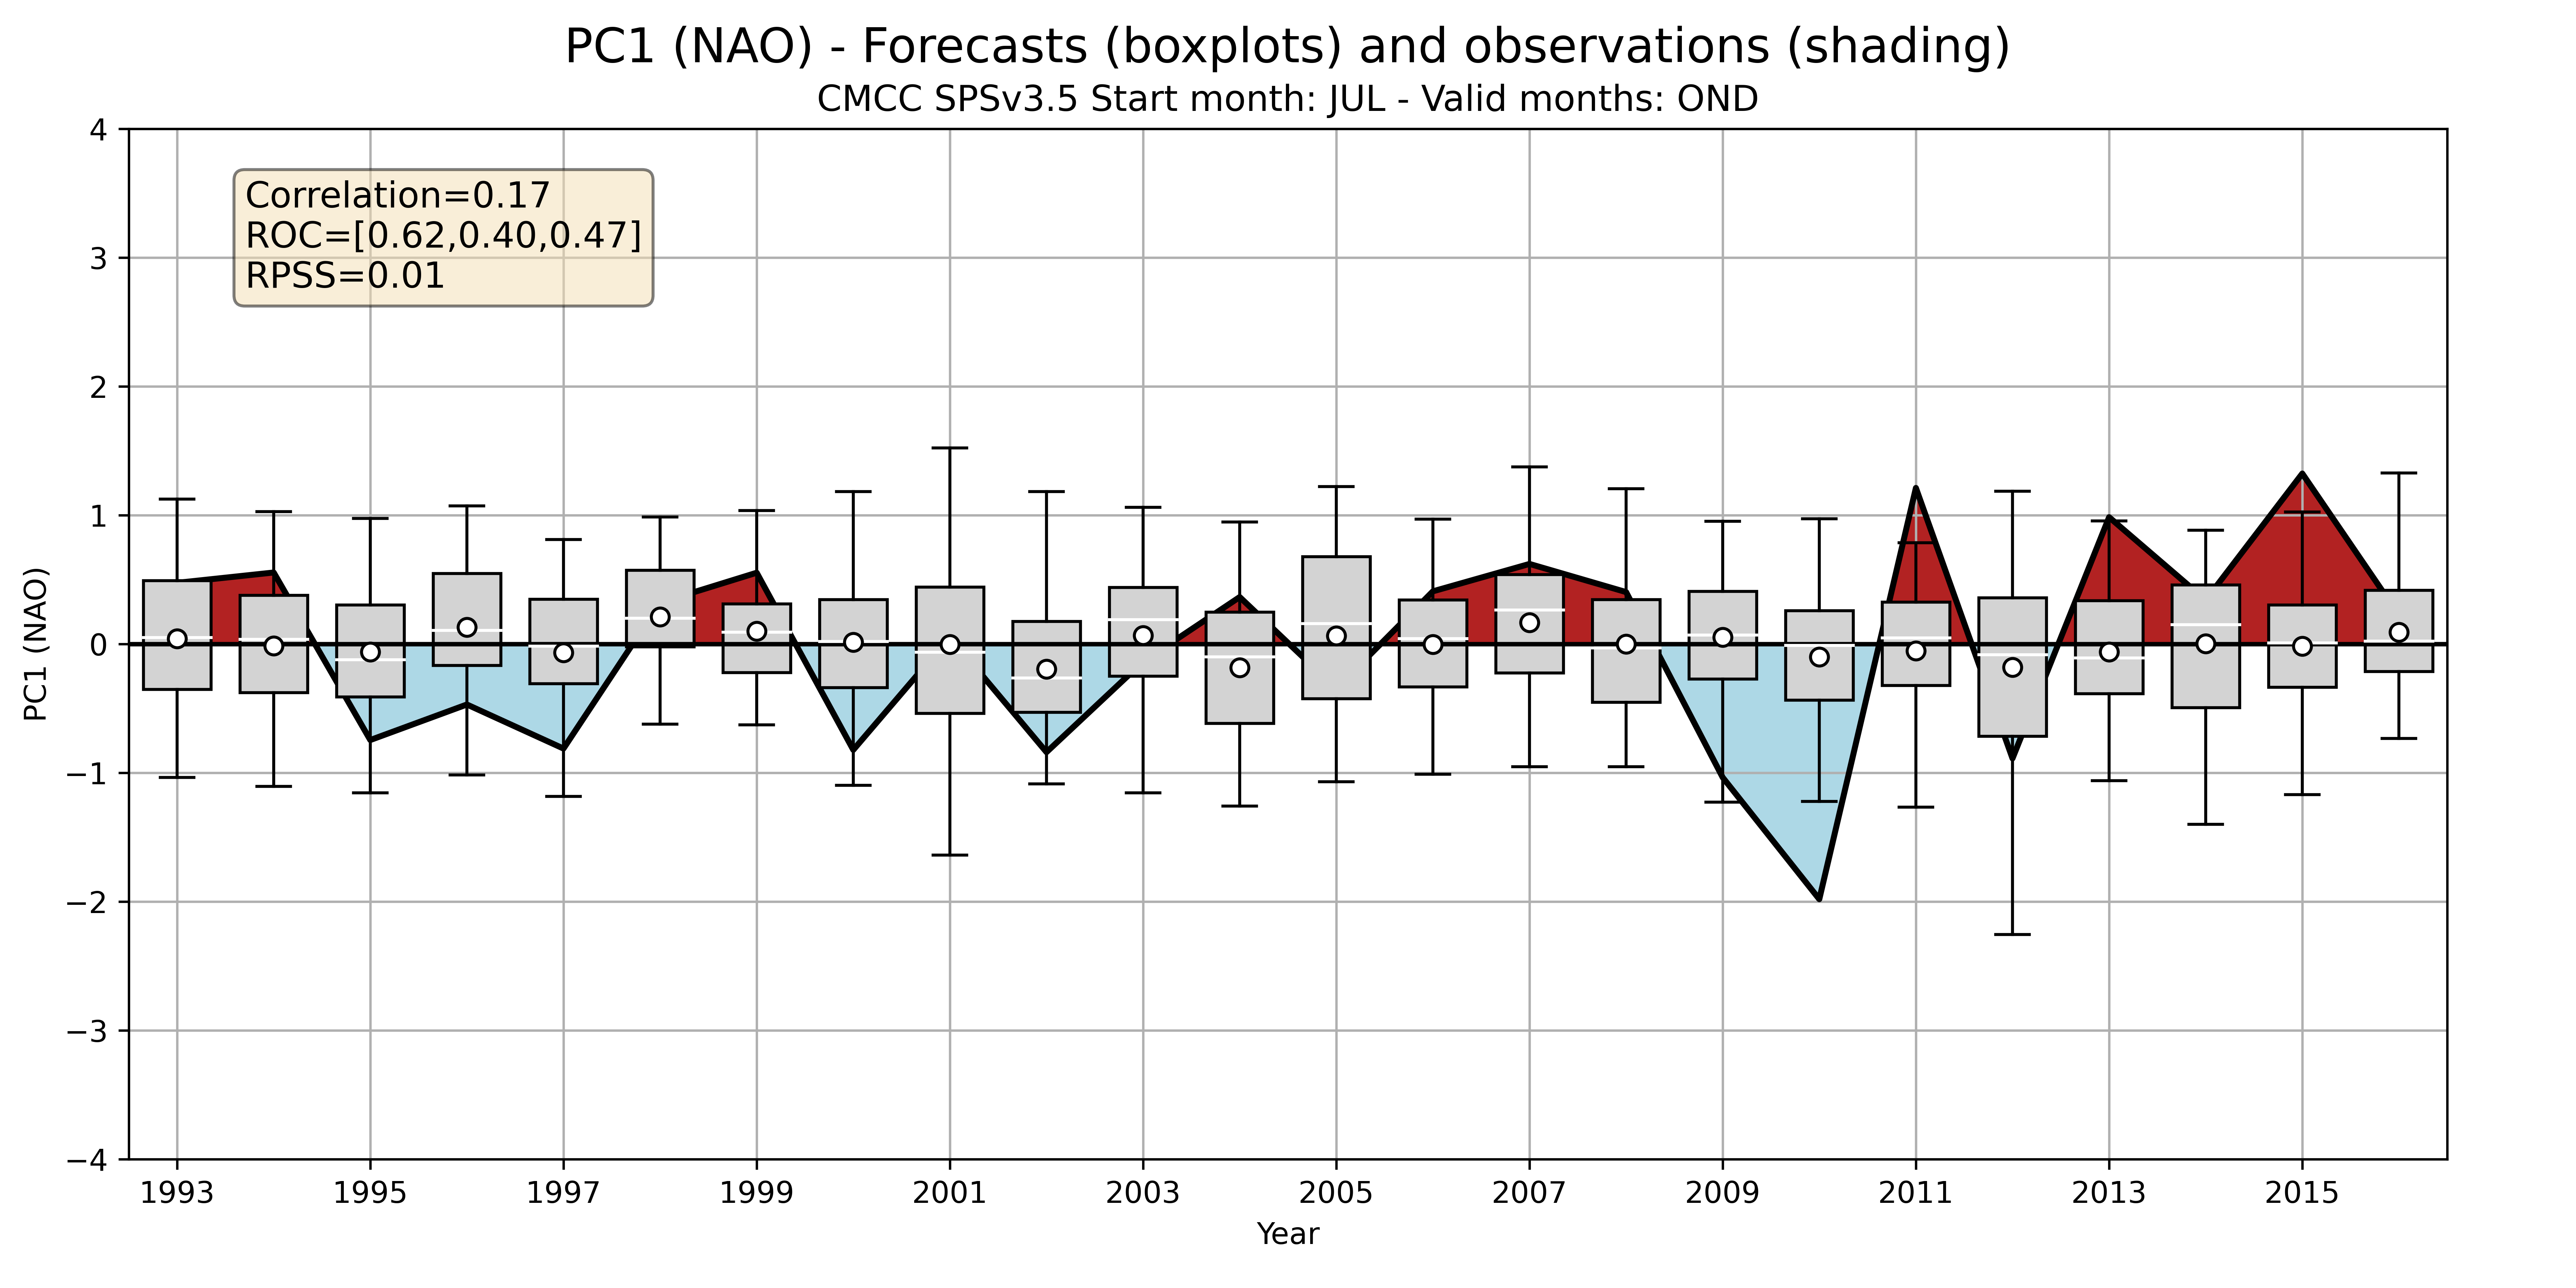 PC1 (NAO) - Forecasts (boxplots) and observations (shading)
CMCC SPSv3.5 Start month: JUL - Valid months: OND
Correlation=0.17
ROC=[0.62,0.40,0.47]
RPSS=0.01
PC1 (NAO)
4
3
2
1
0
−1
−2
−3
−4
1993 1995 1997 1999 2001 2003 2005 2007 2009 2011 2013 2015
Year